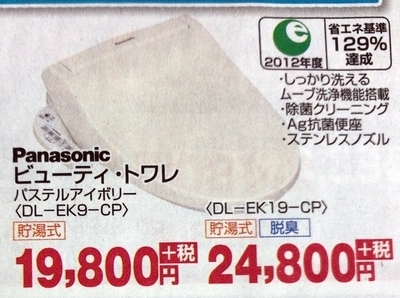 省エネ基準
129%
達成
2012年度
・しっかり洗える
ムーブ洗浄機能搭載
・除菌クリーニング
・Ag抗菌便座
・ステンレスノズル
Panasonic
Panasonic
ビューティ・トワレ
パステルアイボリー
〈DL-EK9-CP〉
貯湯式
19,800円+税
〈DL=EK19-CP〉
貯湯式 脱臭
24,800円+税